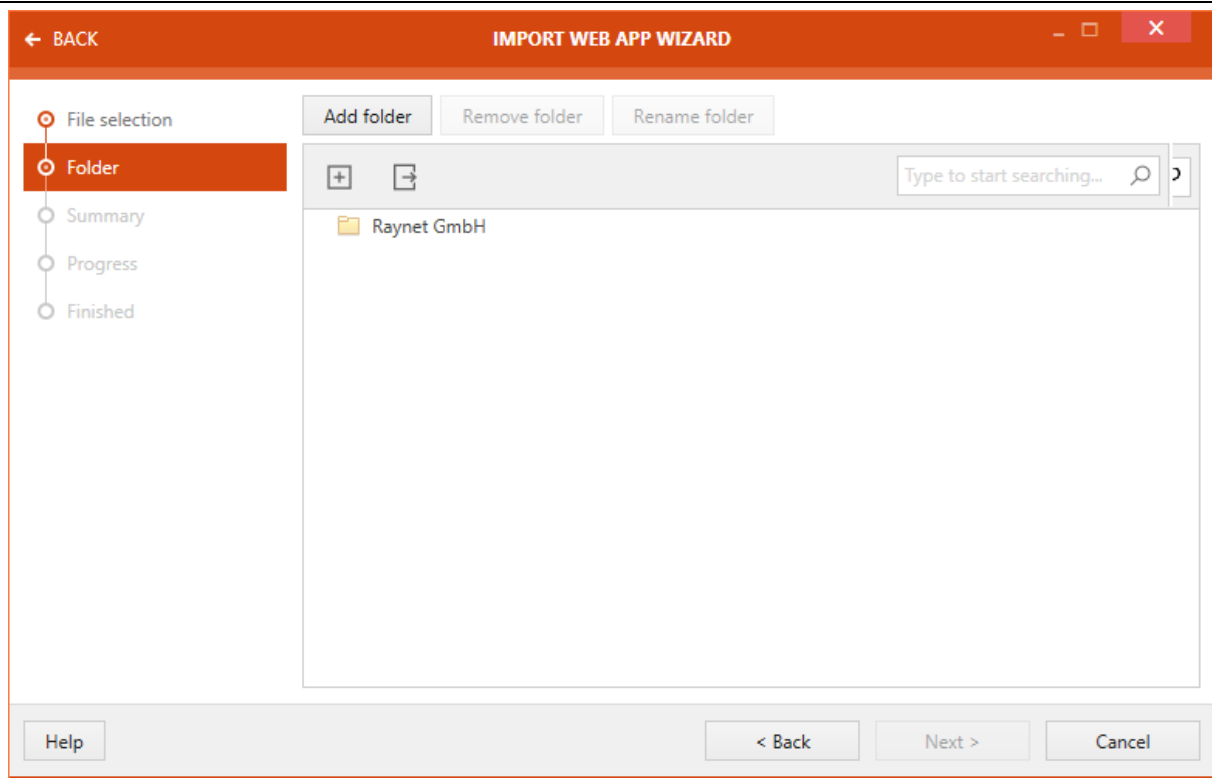 BACK
IMPORT WEB APP WIZARD
File selection
Folder
Summary
Progress
Finished
Add folder
Remove folder
Rename folder
Type to start searching...
Raynet GmbH
Help
< Back
Next >
Cancel